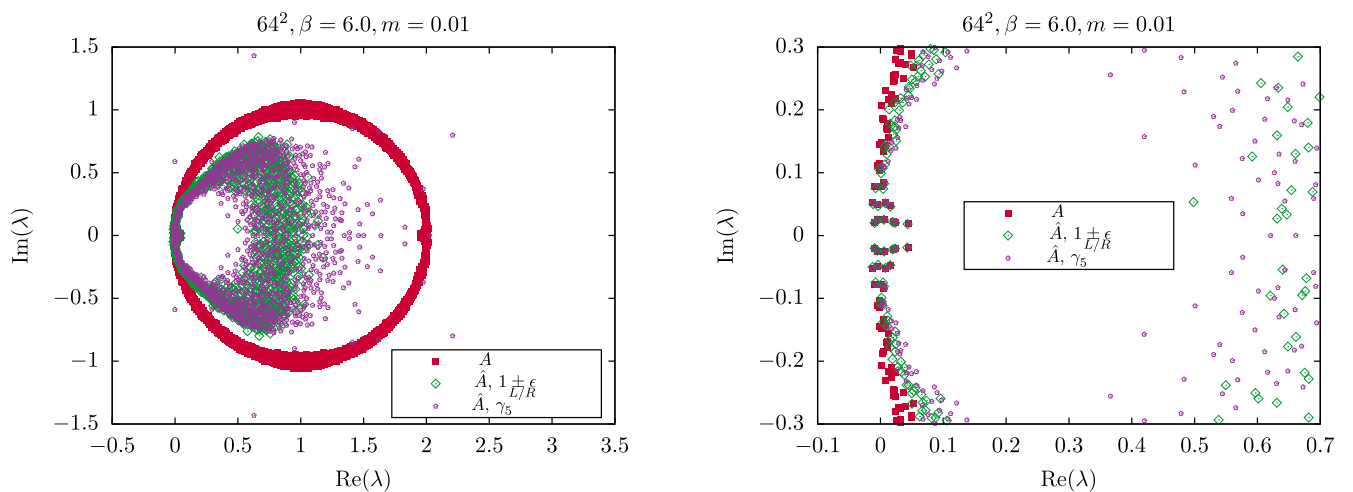 64², β = 6.0, m = 0.01
Im(λ)
1.5
1
0.5
0
−0.5
−1
−1.5
A
Â, 1 ± ϵ
L/R
Â, γ₅
−0.5 0 0.5 1 1.5 2 2.5 3 3.5
Re(λ)
64², β = 6.0, m = 0.01
Im(λ)
0.3
0.2
0.1
0
−0.1
−0.2
−0.3
A
Â, 1 ± ϵ
L/R
Â, γ₅
−0.1 0 0.1 0.2 0.3 0.4 0.5 0.6 0.7
Re(λ)